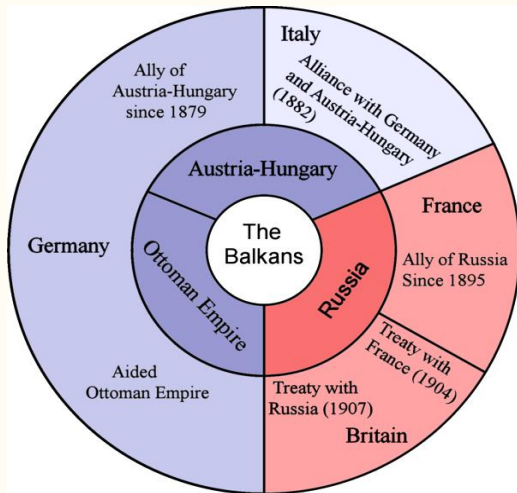 Italy
Alliance with Germany
and Austria-Hungary
(1882)
Ally of
Austria-Hungary
since 1879
Austria-Hungary
France
Ally of Russia
Since 1895
Germany
Ottoman Empire
The
Balkans
Russia
Treaty with
France (1904)
Aided
Ottoman Empire
Treaty with
Russia (1907)
Britain